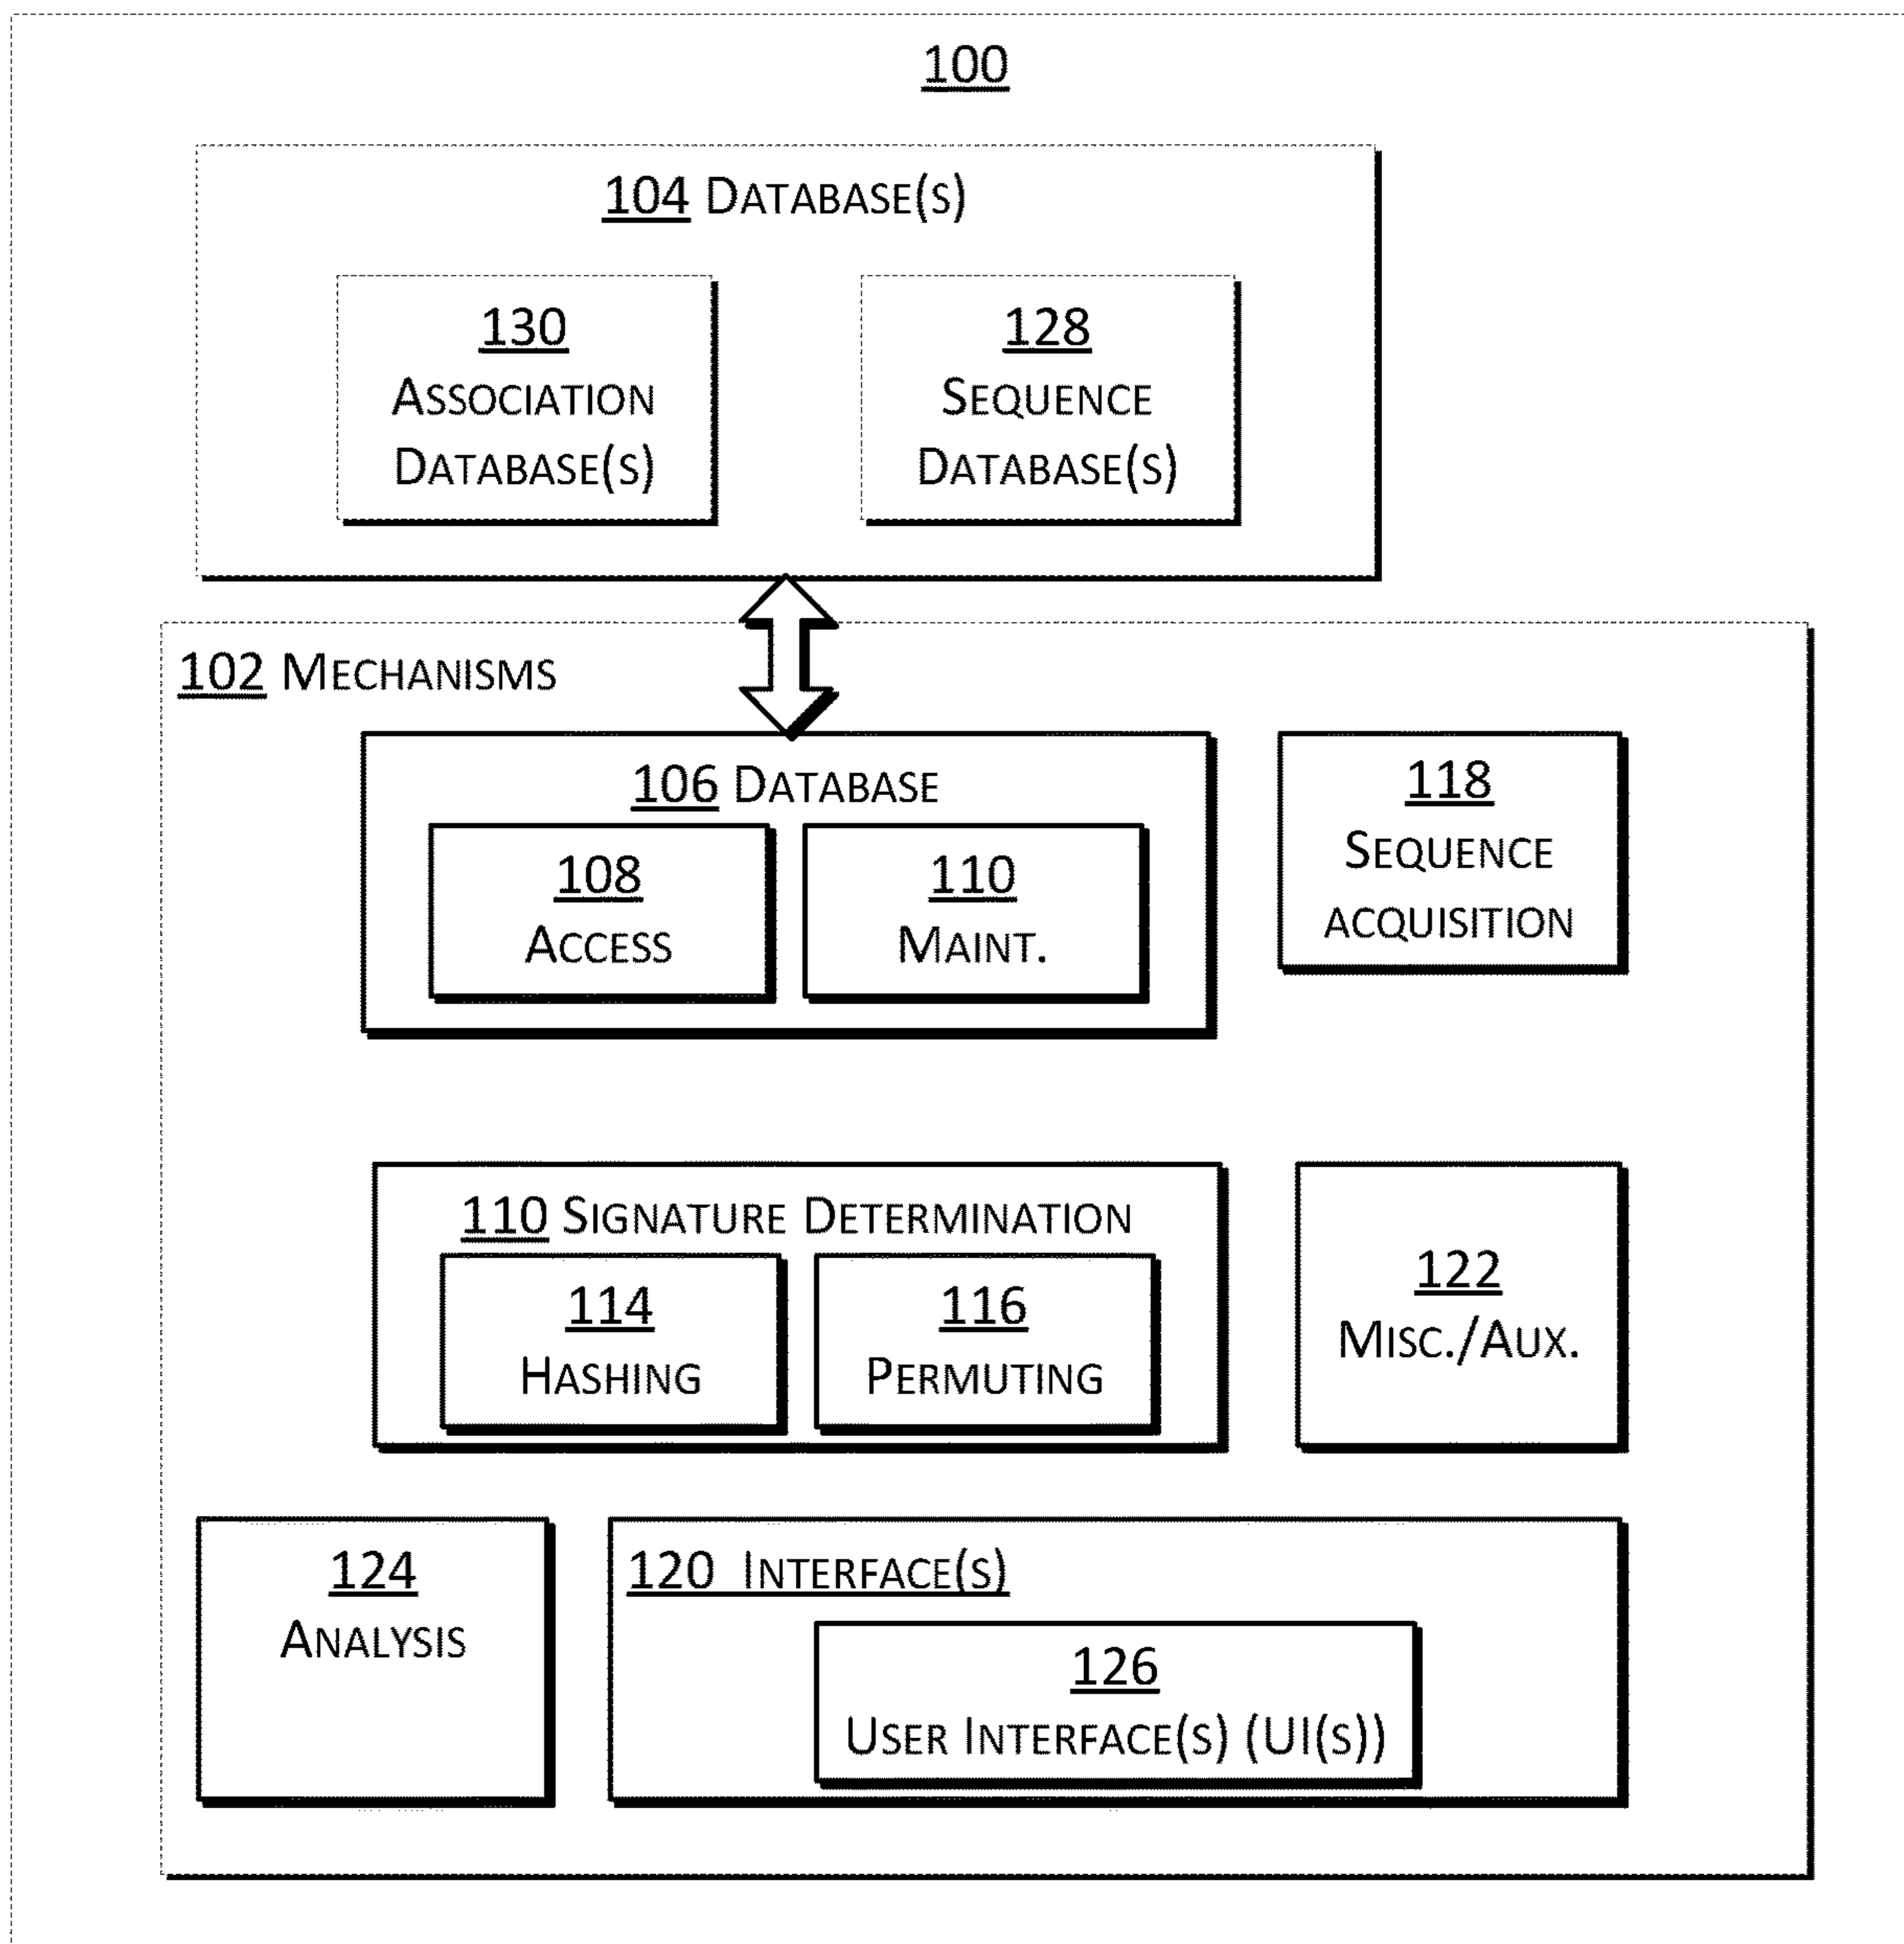 100
104 DATABASE(S)
130
ASSOCIATION
DATABASE(S)
128
SEQUENCE
DATABASE(S)
102 MECHANISMS
106 DATABASE
108
ACCESS
110
MAINT.
118
SEQUENCE
ACQUISITION
110 SIGNATURE DETERMINATION
114
HASHING
116
PERMUTING
122
MISC./AUX.
124
ANALYSIS
120 INTERFACE(S)
126
USER INTERFACE(S) (UI(S))